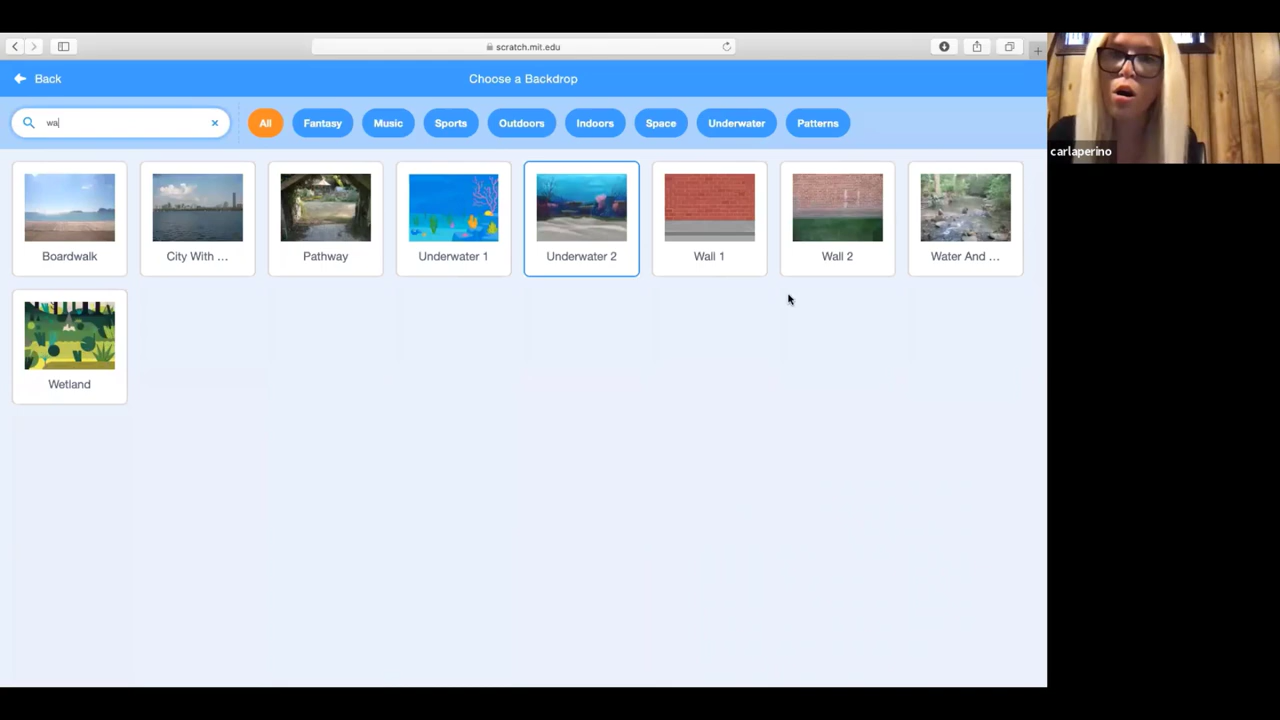 scratch.mit.edu
Back
Choose a Backdrop
wa
All
Fantasy
Music
Sports
Outdoors
Indoors
Space
Underwater
Patterns
Boardwalk
City With ...
Pathway
Underwater 1
Underwater 2
Wall 1
Wall 2
Water And ...
Wetland
carlaperino